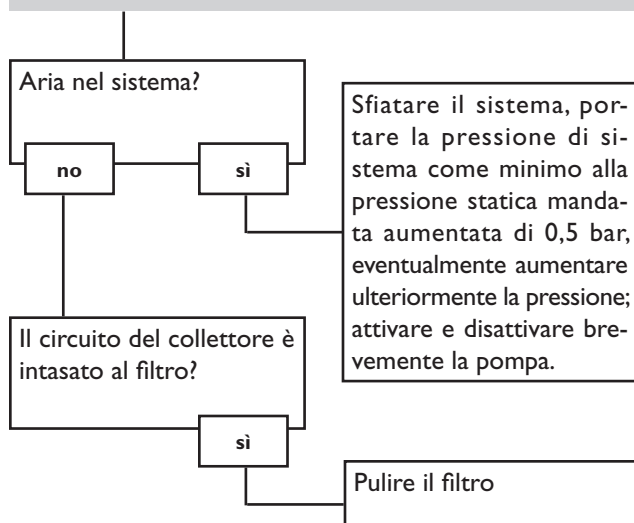 Aria nel sistema?
no
sì
Sfiatare il sistema, por-
tare la pressione di si-
stema come minimo alla
pressione statica manda-
ta aumentata di 0,5 bar,
eventualmente aumentare
ulteriormente la pressione;
attivare e disattivare bre-
vemente la pompa.
Il circuito del collettore è
intasato al filtro?
sì
Pulire il filtro